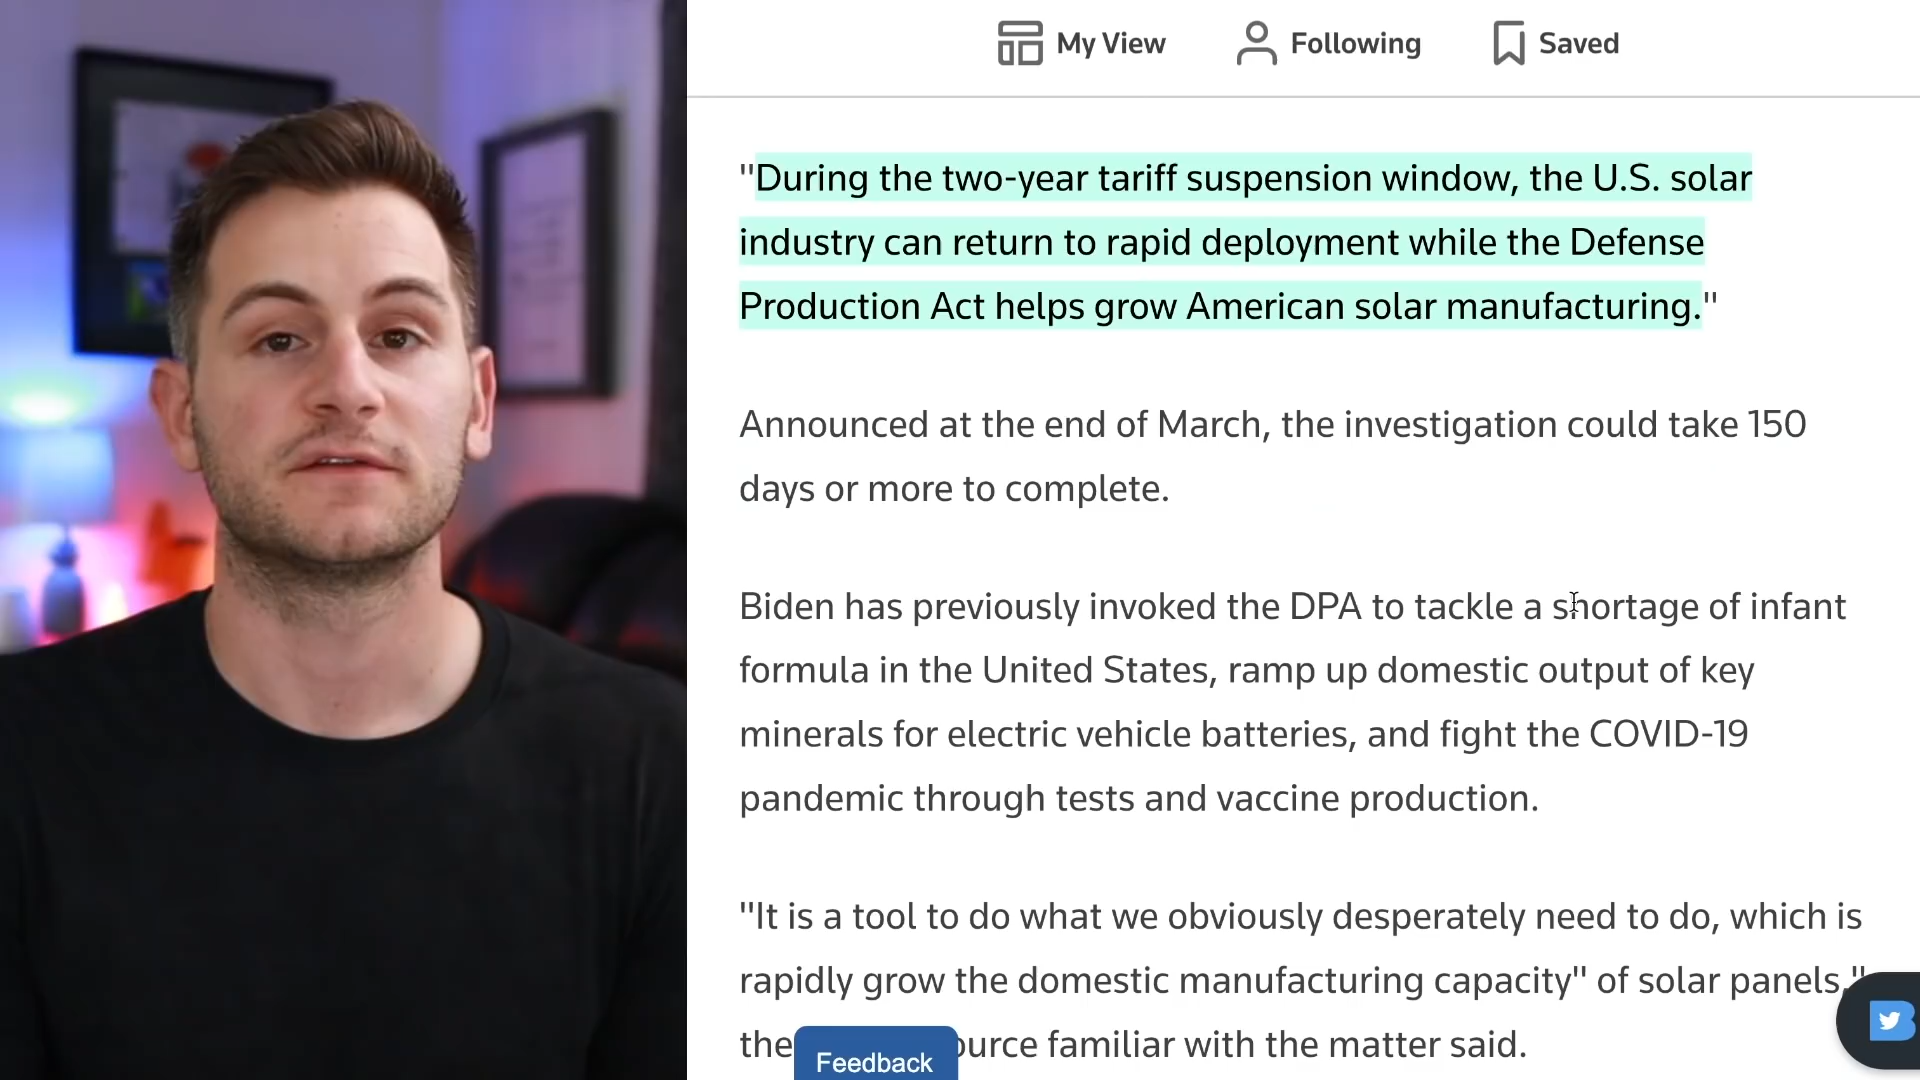 My View Following Saved
"During the two-year tariff suspension window, the U.S. solar
industry can return to rapid deployment while the Defense
Production Act helps grow American solar manufacturing."
Announced at the end of March, the investigation could take 150
days or more to complete.
Biden has previously invoked the DPA to tackle a shortage of infant
formula in the United States, ramp up domestic output of key
minerals for electric vehicle batteries, and fight the COVID-19
pandemic through tests and vaccine production.
"It is a tool to do what we obviously desperately need to do, which is
rapidly grow the domestic manufacturing capacity" of solar panels,"
the familiar with the matter said.
Feedback